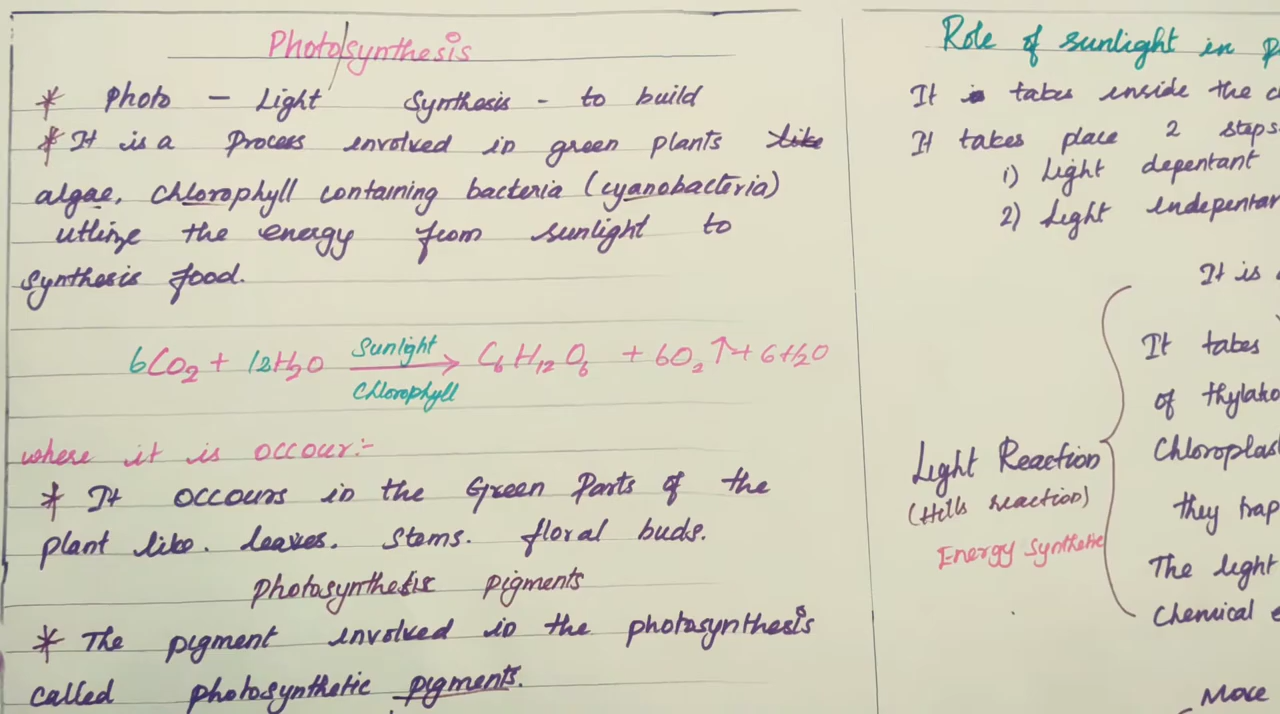 Photo/synthesis
* Photo - Light Synthesis - to build
* It is a Process involved in green plants like
algae, chlorophyll containing bacteria (cyanobacteria)
utlize the energy from sunlight to
synthesis food.
6CO₂ + 12H₂O Sunlight → Chlorophyll C₆H₁₂O₆ + 6O₂↑ + 6H₂O
where it is occour:-
* It occours in the Green Parts of the
plant like. leaves. Stems. floral buds.
Photosynthesis pigments
* The pigment involved in the photosynthesis
called photosynthetic pigments.
Role of sunlight in
It is takes inside the
It takes place 2 steps
1) Light depentant
2) Light
It is
It takes
of
Light Reaction
(Hills reaction)
Energy synthetic
they trap
The light
Chemical
More